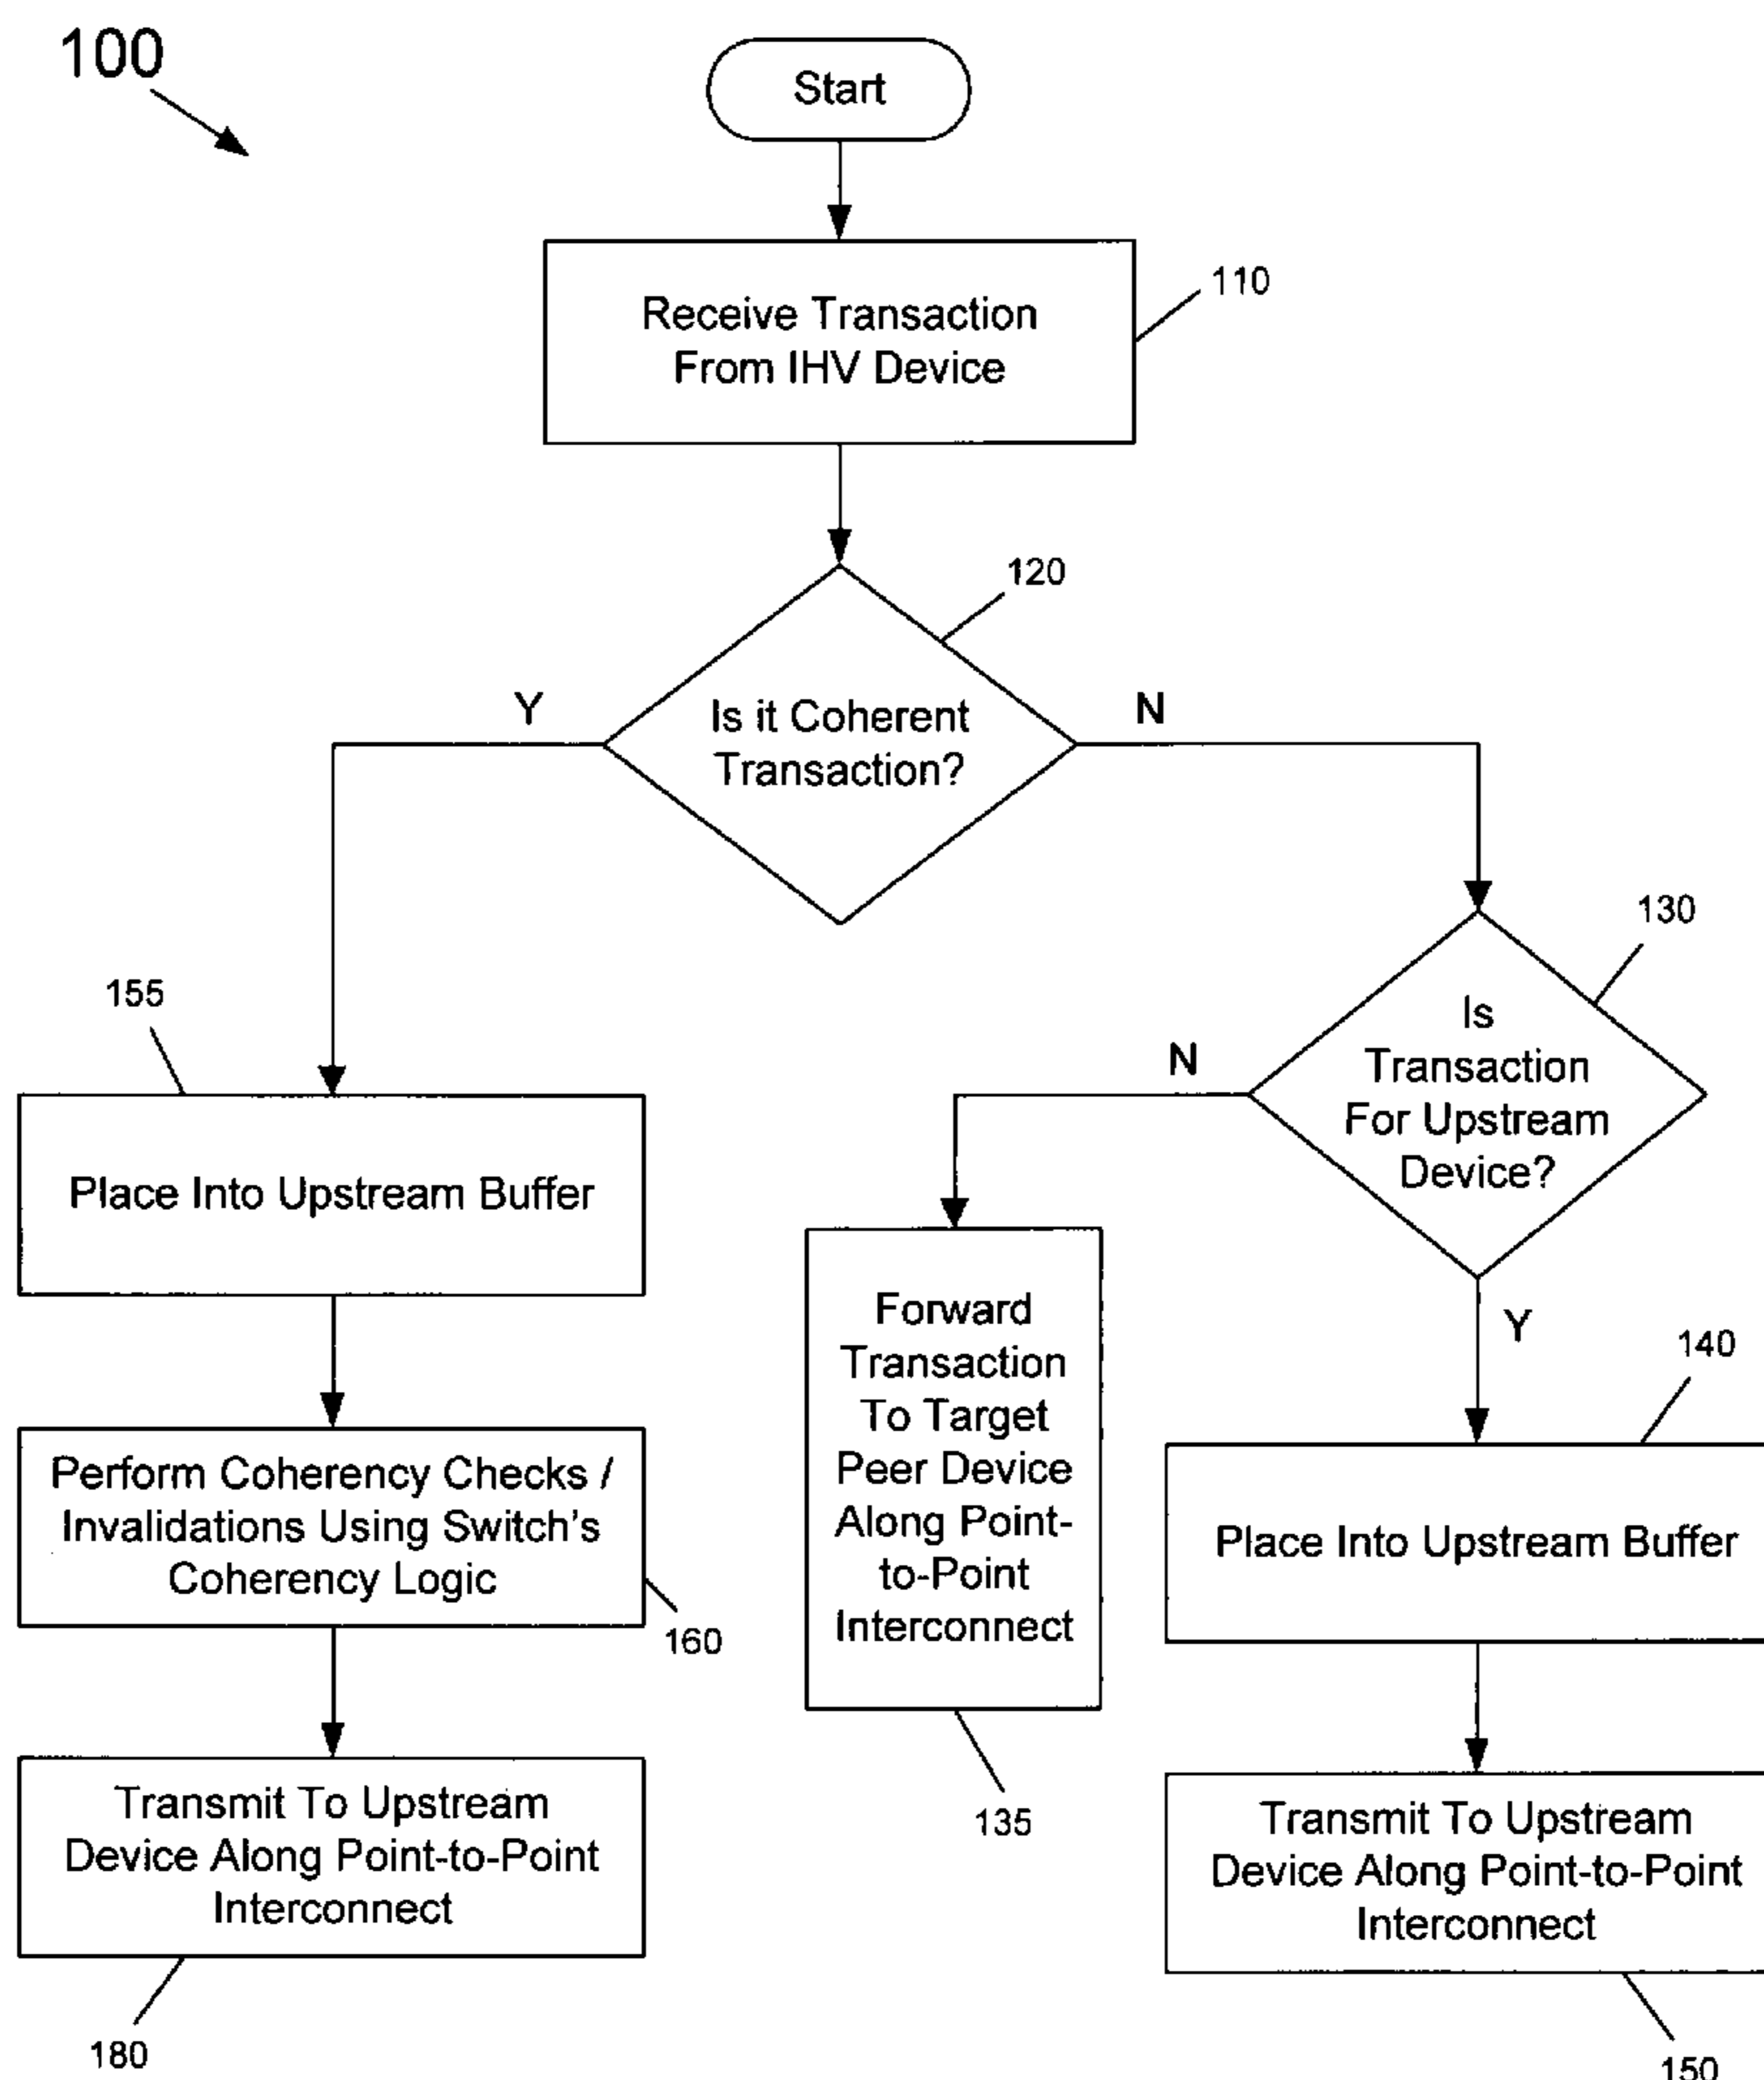 100
Start
Receive Transaction
From IHV Device
110
120
Is it Coherent
Transaction?
Y
N
130
Is
Transaction
For Upstream
Device?
N
Y
155
Place Into Upstream Buffer
Forward
Transaction
To Target
Peer Device
Along Point-
to-Point
Interconnect
135
140
Place Into Upstream Buffer
Perform Coherency Checks /
Invalidations Using Switch's
Coherency Logic
160
Transmit To Upstream
Device Along Point-to-Point
Interconnect
180
Transmit To Upstream
Device Along Point-to-Point
Interconnect
150